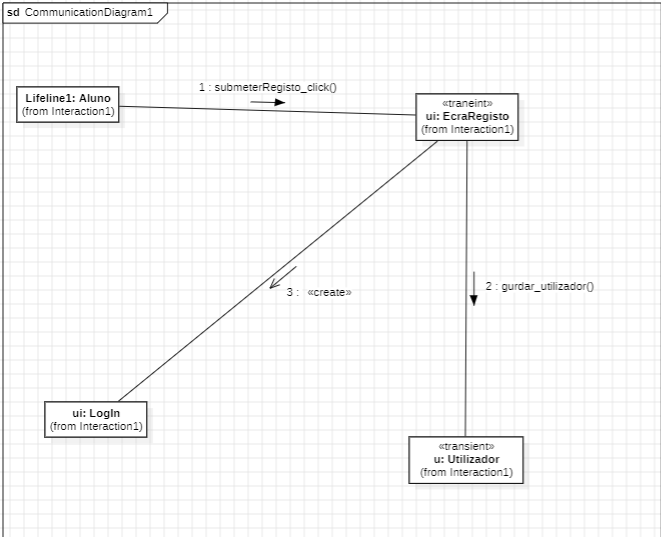 sd CommunicationDiagram1
1 : submeterRegisto_click()
Lifeline1: Aluno
(from Interaction1)
«traneint»
ui: EcraRegisto
(from Interaction1)
2 : gurdar_utilizador()
3 : «create»
ui: LogIn
(from Interaction1)
«transient»
u: Utilizador
(from Interaction1)